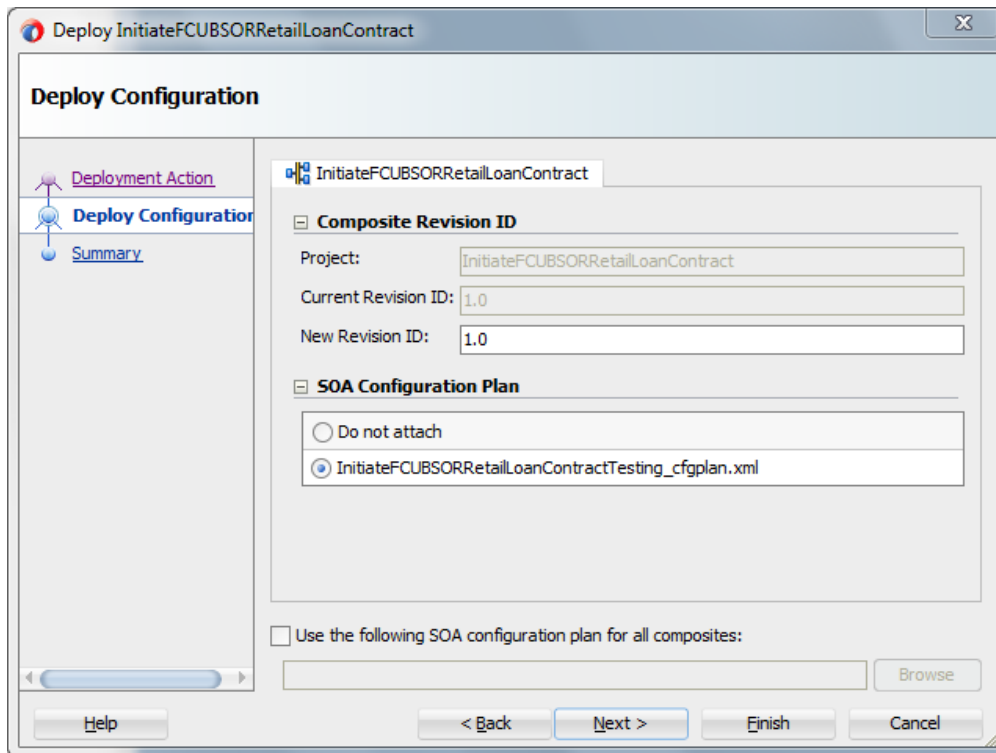 Deploy InitiateFCUBSORRetailLoanContract
Deploy Configuration
Deployment Action
Deploy Configuration
Summary
InitiateFCUBSORRetailLoanContract
Composite Revision ID
Project: InitiateFCUBSORRetailLoanContract
Current Revision ID: 1.0
New Revision ID: 1.0
SOA Configuration Plan
Do not attach
InitiateFCUBSORRetailLoanContractTesting_cfgplan.xml
Use the following SOA configuration plan for all composites:
Browse
Help < Back Next > Finish Cancel